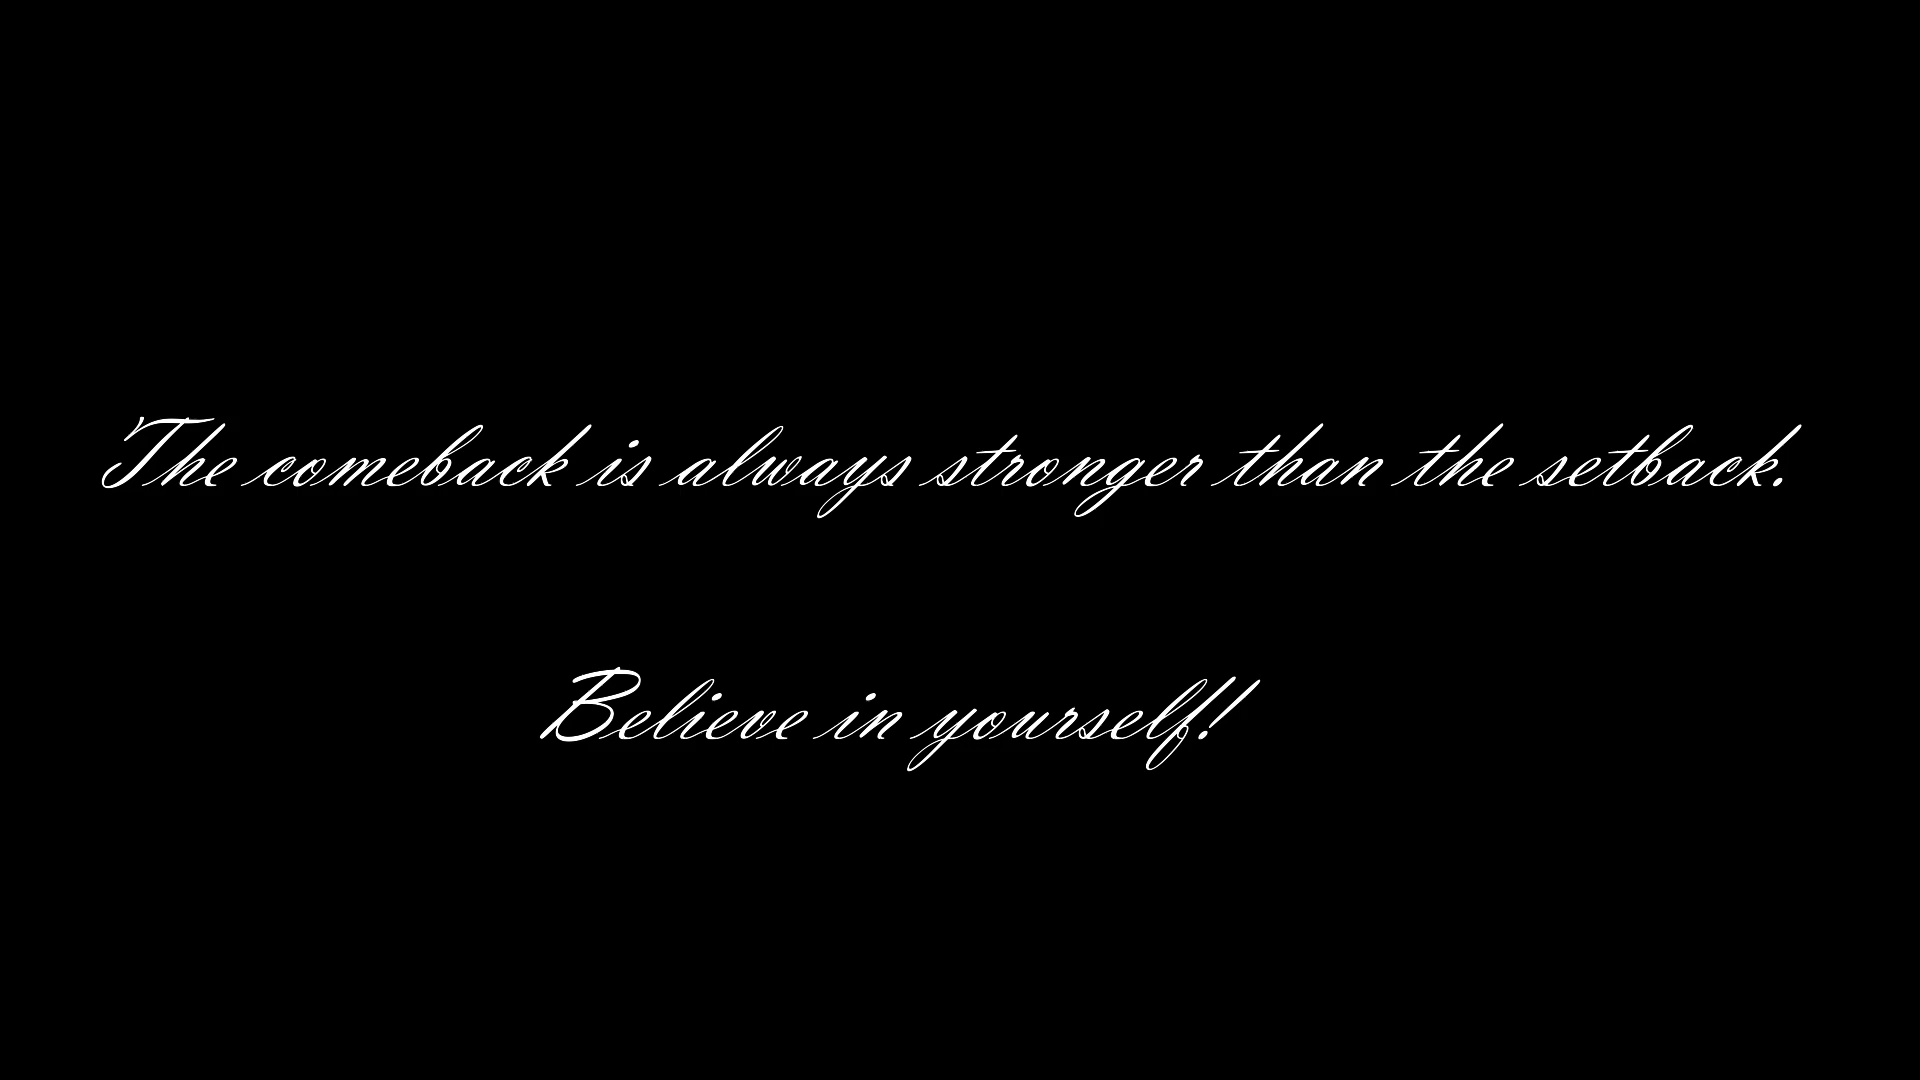 The comeback is always stronger than the setback.
Believe in yourself!